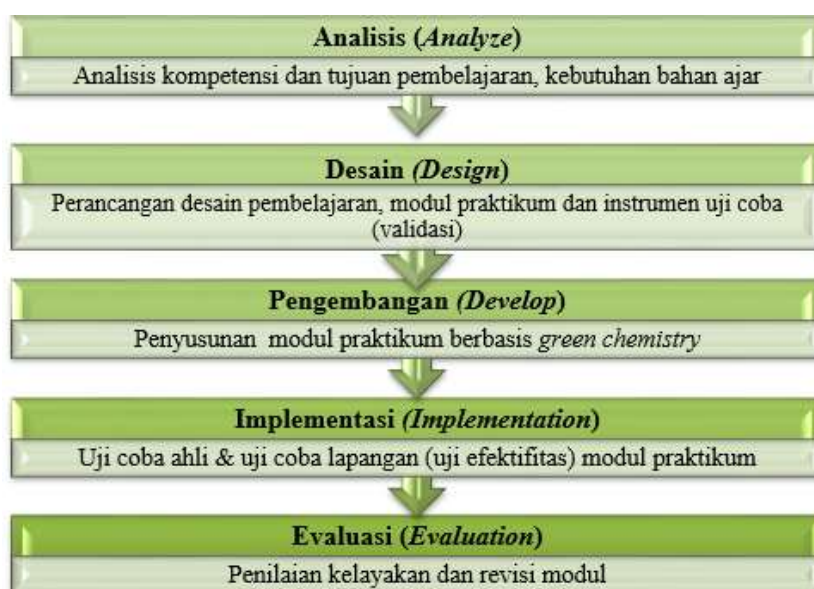 Analisis (Analyze)
Analisis kompetensi dan tujuan pembelajaran, kebutuhan bahan ajar
Desain (Design)
Perancangan desain pembelajaran, modul praktikum dan instrumen uji coba
(validasi)
Pengembangan (Develop)
Penyusunan modul praktikum berbasis green chemistry
Implementasi (Implementation)
Uji coba ahli & uji coba lapangan (uji efektifitas) modul praktikum
Evaluasi (Evaluation)
Penilaian kelayakan dan revisi modul